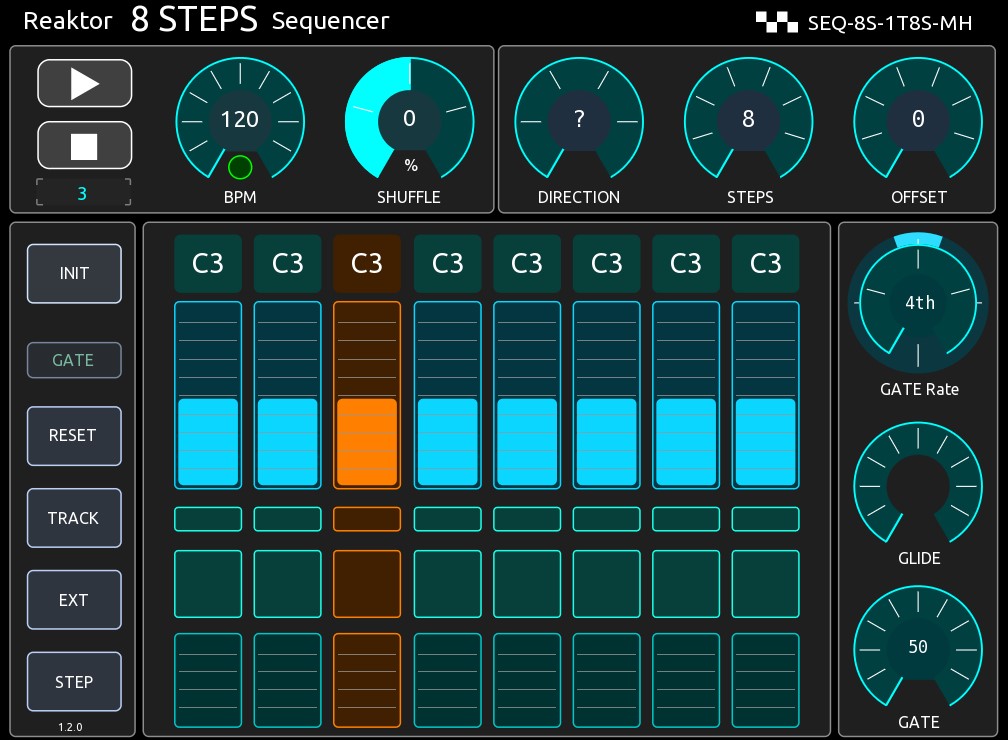 Reaktor 8 STEPS Sequencer
SEQ-8S-1T8S-MH
120
BPM
0
%
SHUFFLE
?
DIRECTION
8
STEPS
0
OFFSET
3
INIT
GATE
RESET
TRACK
EXT
STEP
1.2.0
C3 C3 C3 C3 C3 C3 C3 C3
4th
GATE Rate
GLIDE
50
GATE